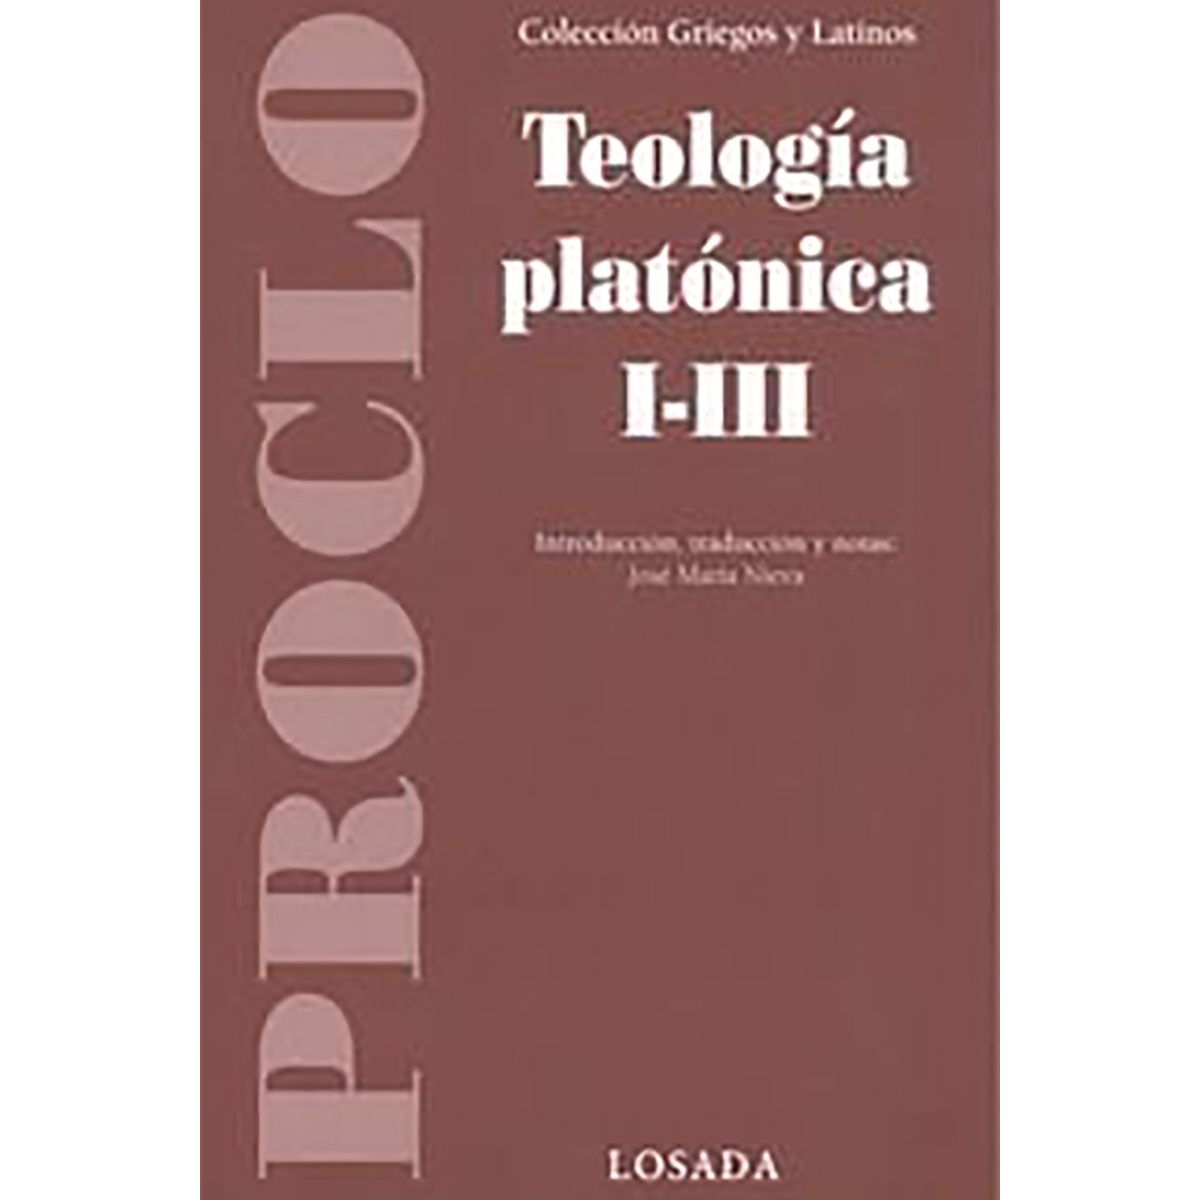 Colección Griegos y Latinos
PROCLO
Teología
platónica
I-III
Introducción, traducción y notas:
José María Nieva
LOSADA